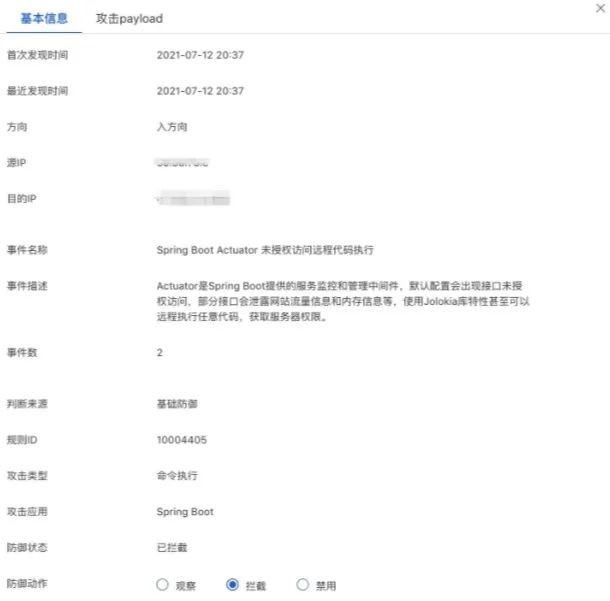 基本信息 攻击payload
首次发现时间 2021-07-12 20:37
最近发现时间 2021-07-12 20:37
方向 入方向
源IP
目的IP
事件名称 Spring Boot Actuator 未授权访问远程代码执行
事件描述 Actuator是Spring Boot提供的服务监控和管理中间件，默认配置会出现接口未授
权访问，部分接口会泄露网站流量信息和内存信息等，使用Jolokia库特性甚至可以
远程执行任意代码，获取服务器权限。
事件数 2
判断来源 基础防御
规则ID 10004405
攻击类型 命令执行
攻击应用 Spring Boot
防御状态 已拦截
防御动作 观察 拦截 禁用